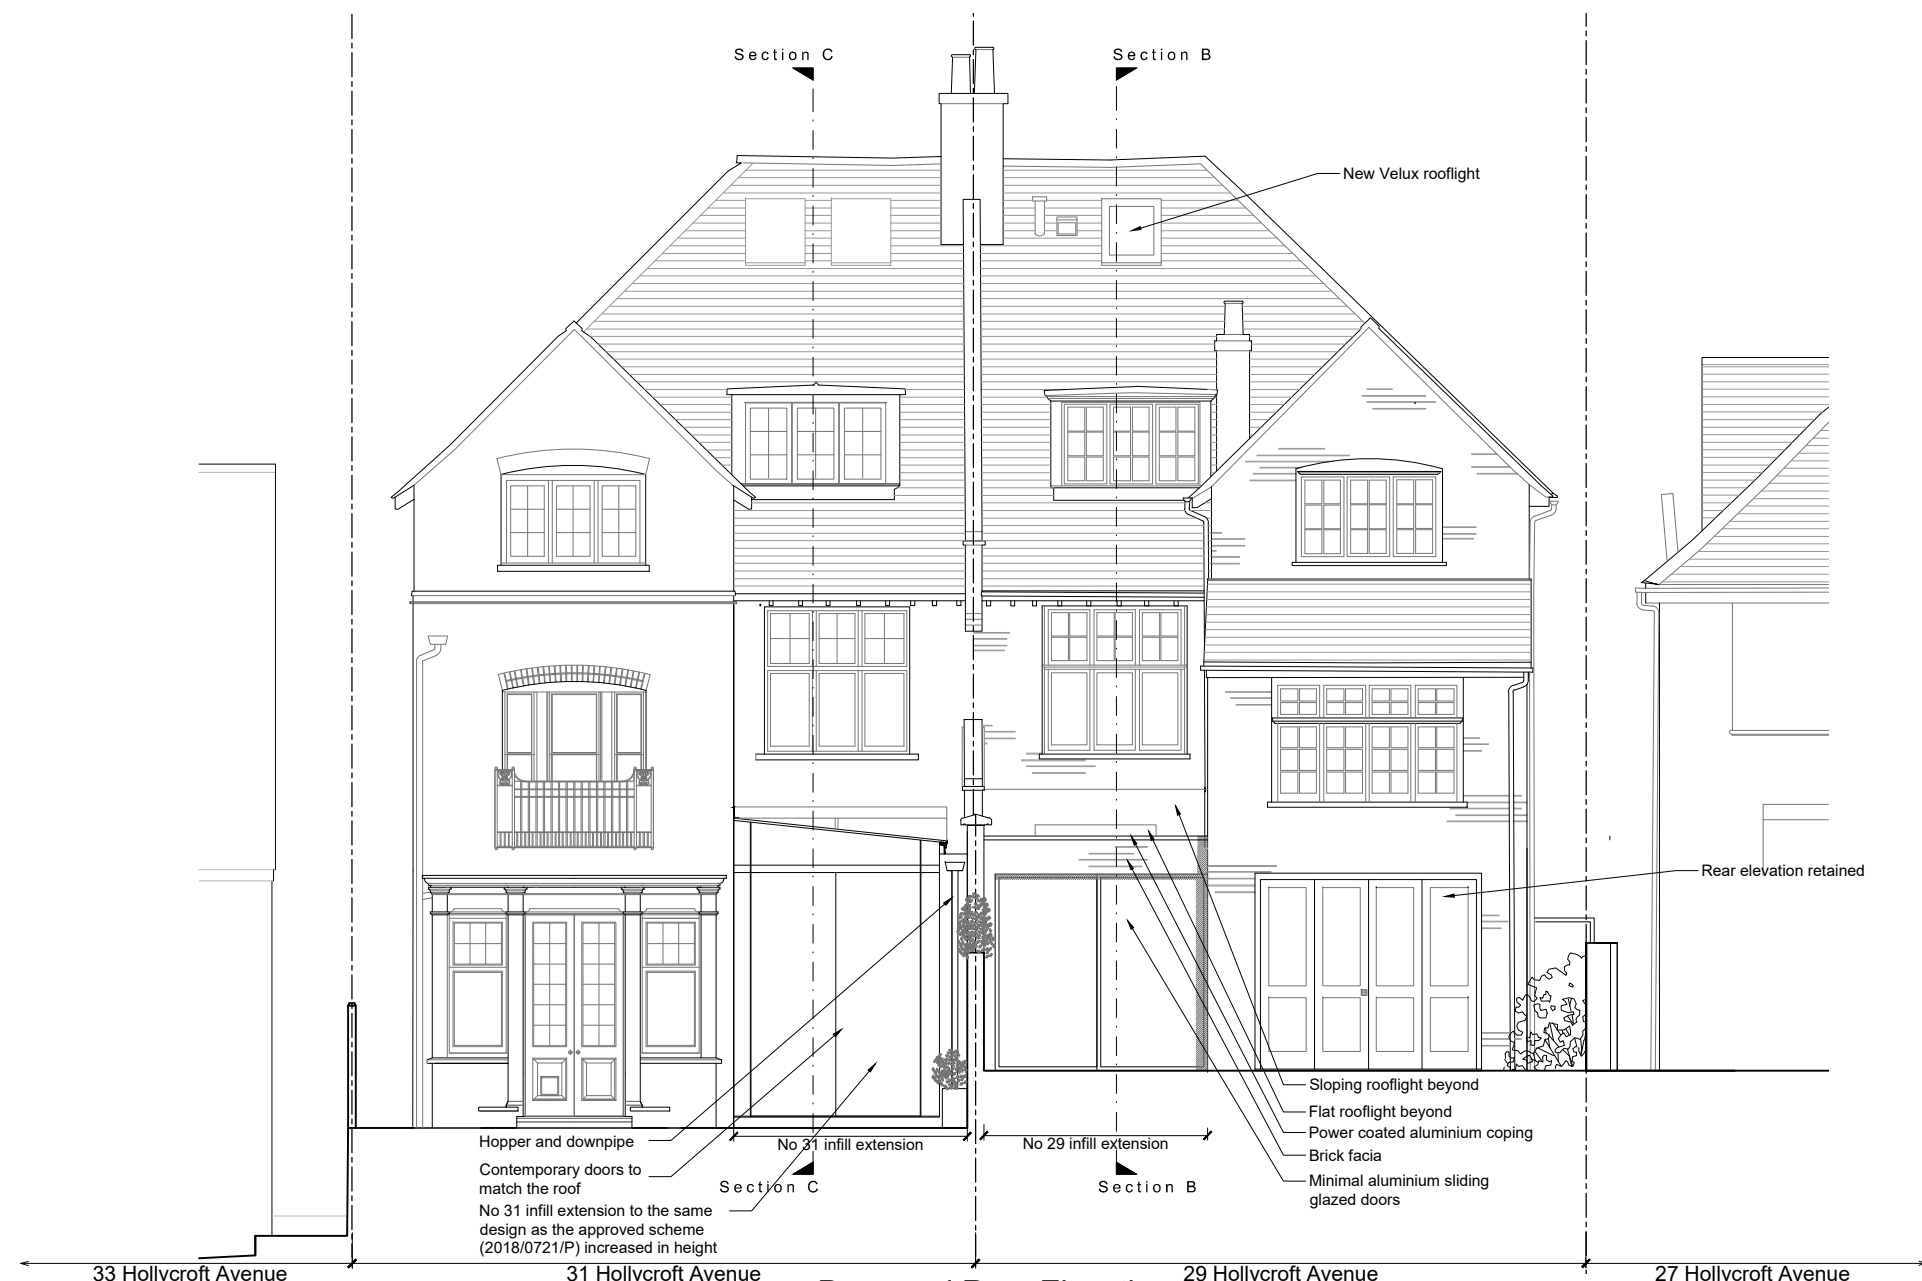 Section C
Section B
New Velux rooflight
Rear elevation retained
Sloping rooflight beyond
Flat rooflight beyond
Power coated aluminium coping
Brick facia
Minimal aluminium sliding
glazed doors
Hopper and downpipe
Contemporary doors to
match the roof
No 31 infill extension to the same
design as the approved scheme
(2018/0721/P) increased in height
No 31 infill extension
No 29 infill extension
Section C
Section B
33 Hollycroft Avenue
31 Hollycroft Avenue
29 Hollycroft Avenue
27 Hollycroft Avenue